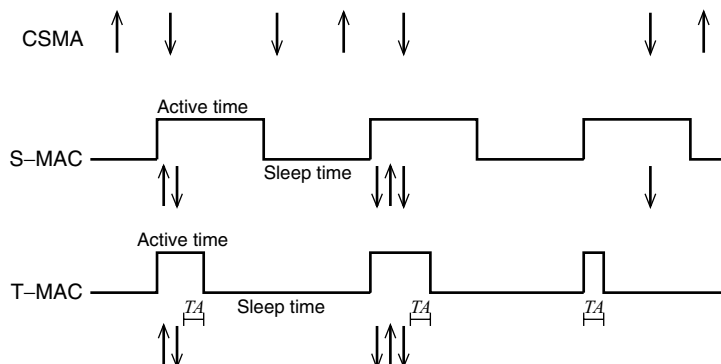 CSMA
Active time
S–MAC
Sleep time
Active time
T–MAC
TA
Sleep time
TA
TA